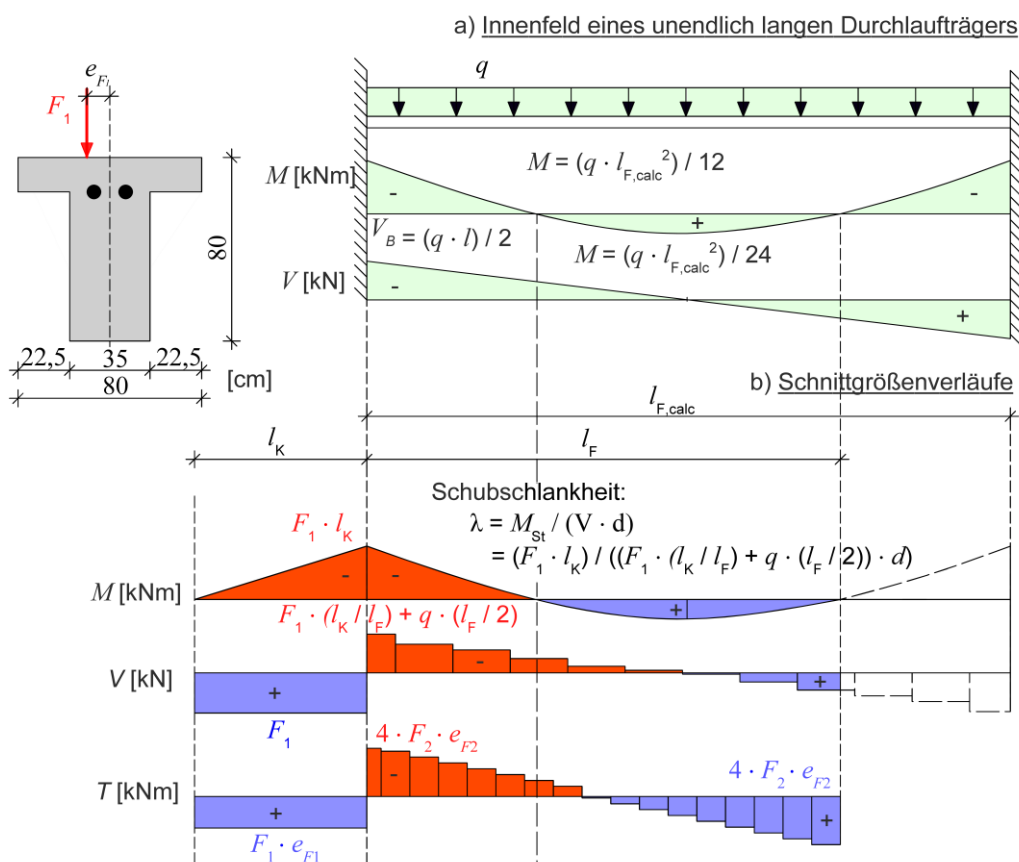 a) Innenfeld eines unendlich langen Durchlaufträgers
e_Fi
F_1
q
M [kNm]
M = (q · l_F,calc²) / 12
-
-
+
V_B = (q · l) / 2
M = (q · l_F,calc²) / 24
V [kN]
-
+
80
22,5 35 22,5
80
[cm]
b) Schnittgrößenverläufe
l_F,calc
l_K
l_F
Schubschlankheit:
λ = M_St / (V · d)
= (F_1 · l_K) / ((F_1 · (l_K / l_F) + q · (l_F / 2)) · d)
F_1 · l_K
M [kNm]
-
-
+
F_1 · (l_K / l_F) + q · (l_F / 2)
V [kN]
+
-
+
F_1
4 · F_2 · e_F2
4 · F_2 · e_F2
T [kNm]
+
-
+
F_1 · e_F1